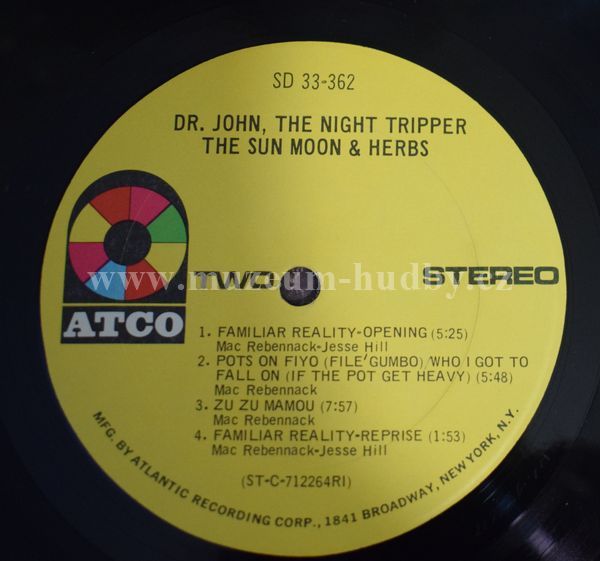 SD 33-362
DR. JOHN, THE NIGHT TRIPPER
THE SUN MOON & HERBS
ATCO
TWO
STEREO
www.museum-hudby.cz
1. FAMILIAR REALITY-OPENING (5:25)
Mac Rebennack-Jesse Hill
2. POTS ON FIYO (FILE' GUMBO)/WHO I GOT TO
FALL ON (IF THE POT GET HEAVY) (5:48)
Mac Rebennack
3. ZU ZU MAMOU (7:57)
Mac Rebennack
4. FAMILIAR REALITY-REPRISE (1:53)
Mac Rebennack-Jesse Hill
(ST-C-712264RI)
MFG. BY ATLANTIC RECORDING CORP., 1841 BROADWAY, NEW YORK, N.Y.